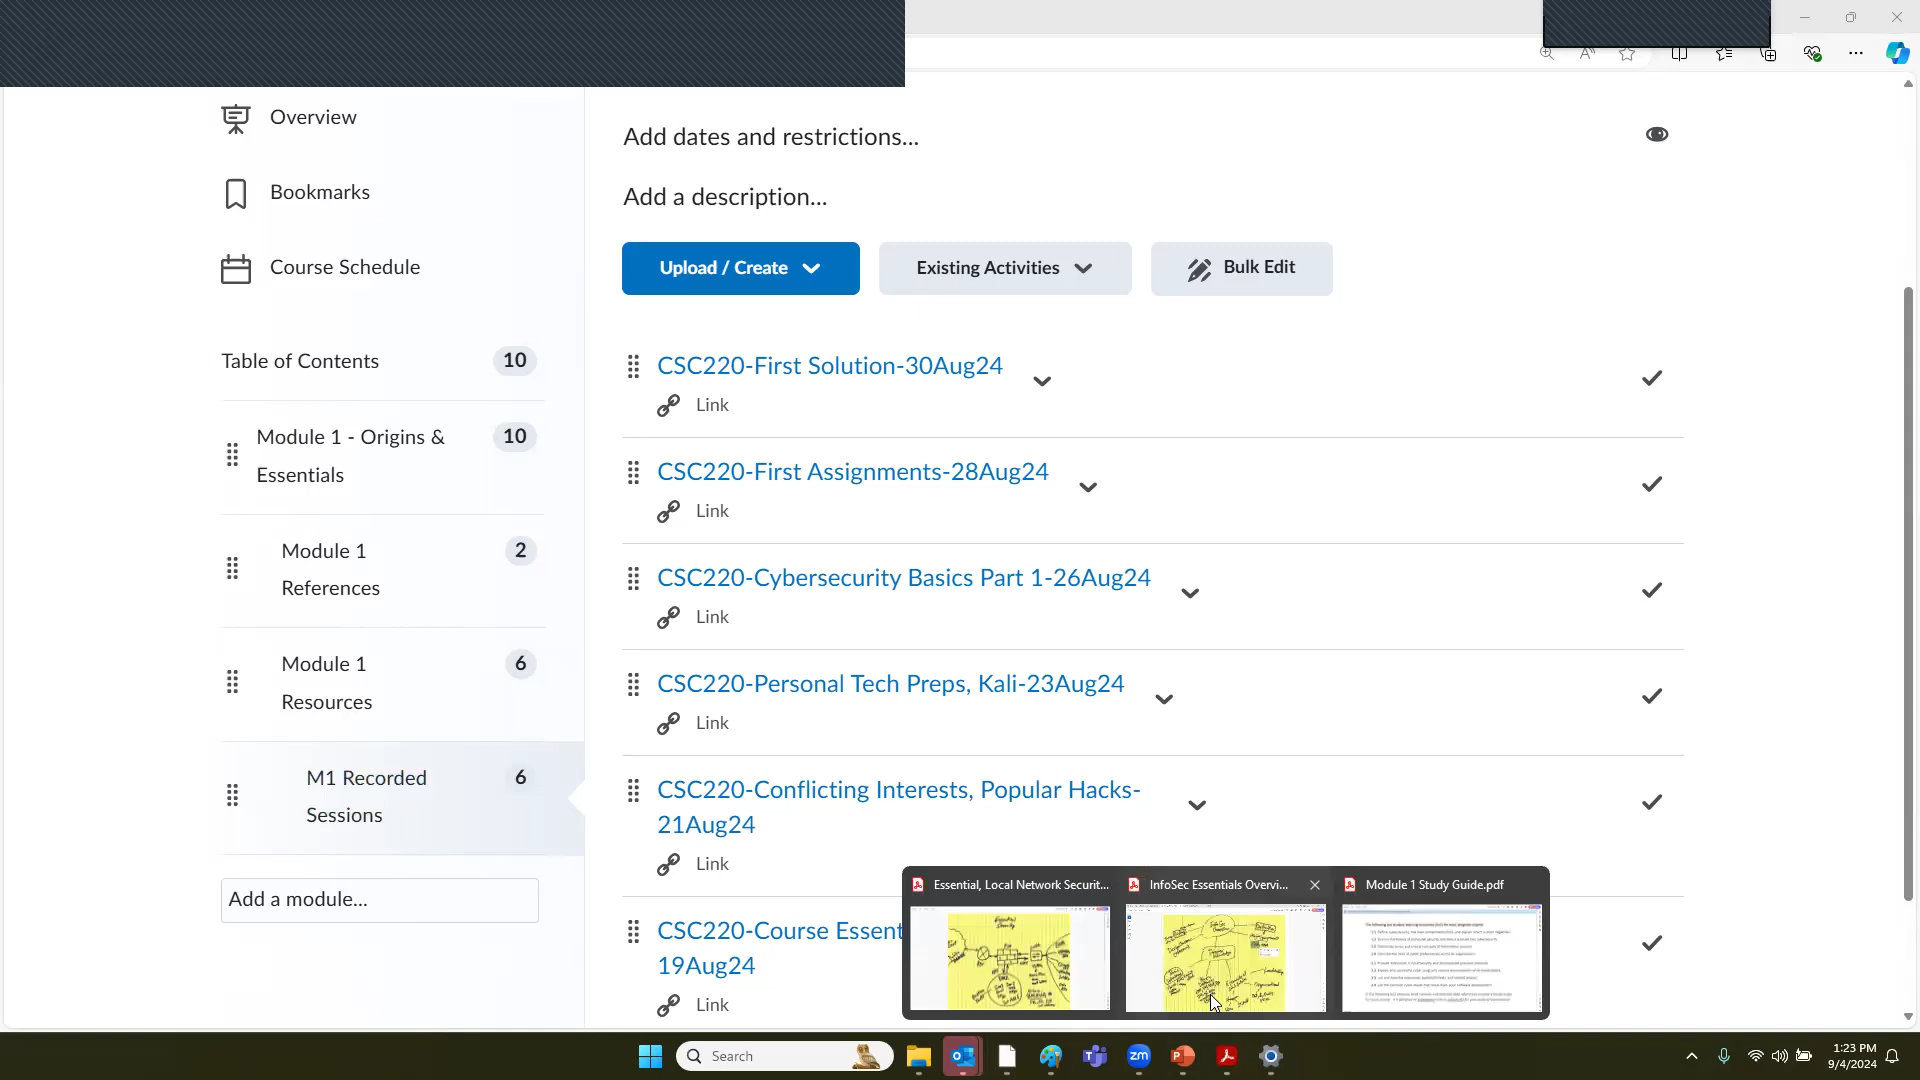 Overview
Bookmarks
Course Schedule
Table of Contents 10
Module 1 - Origins & 10
Essentials
Module 1 2
References
Module 1 6
Resources
M1 Recorded 6
Sessions
Add a module...
Add dates and restrictions...
Add a description...
Upload / Create
Existing Activities
Bulk Edit
CSC220-First Solution-30Aug24
Link
CSC220-First Assignments-28Aug24
Link
CSC220-Cybersecurity Basics Part 1-26Aug24
Link
CSC220-Personal Tech Preps, Kali-23Aug24
Link
CSC220-Conflicting Interests, Popular Hacks-
21Aug24
Link
CSC220-Course Essent
19Aug24
Link
Essential, Local Network Securit...
InfoSec Essentials Overvi...
Module 1 Study Guide.pdf
Search
zm
1:23 PM
9/4/2024